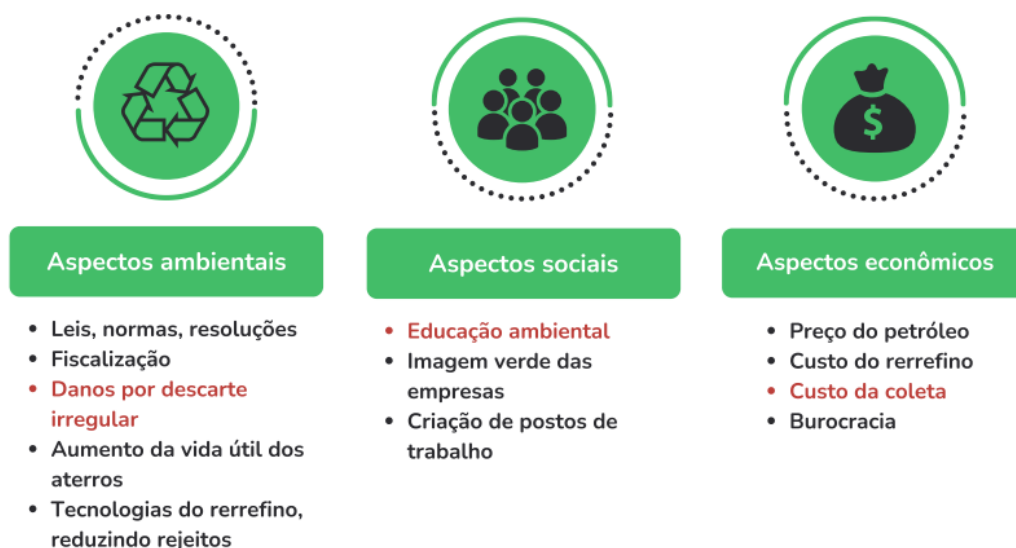 $
Aspectos ambientais
• Leis, normas, resoluções
• Fiscalização
• Danos por descarte
irregular
• Aumento da vida útil dos
aterros
• Tecnologias do rerrefino,
reduzindo rejeitos
Aspectos sociais
• Educação ambiental
• Imagem verde das
empresas
• Criação de postos de
trabalho
Aspectos econômicos
• Preço do petróleo
• Custo do rerrefino
• Custo da coleta
• Burocracia